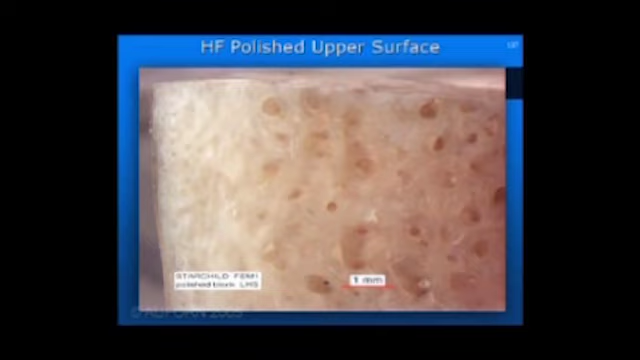 HF Polished Upper Surface
STARCHILD FEM1
polished block LHS
1 mm